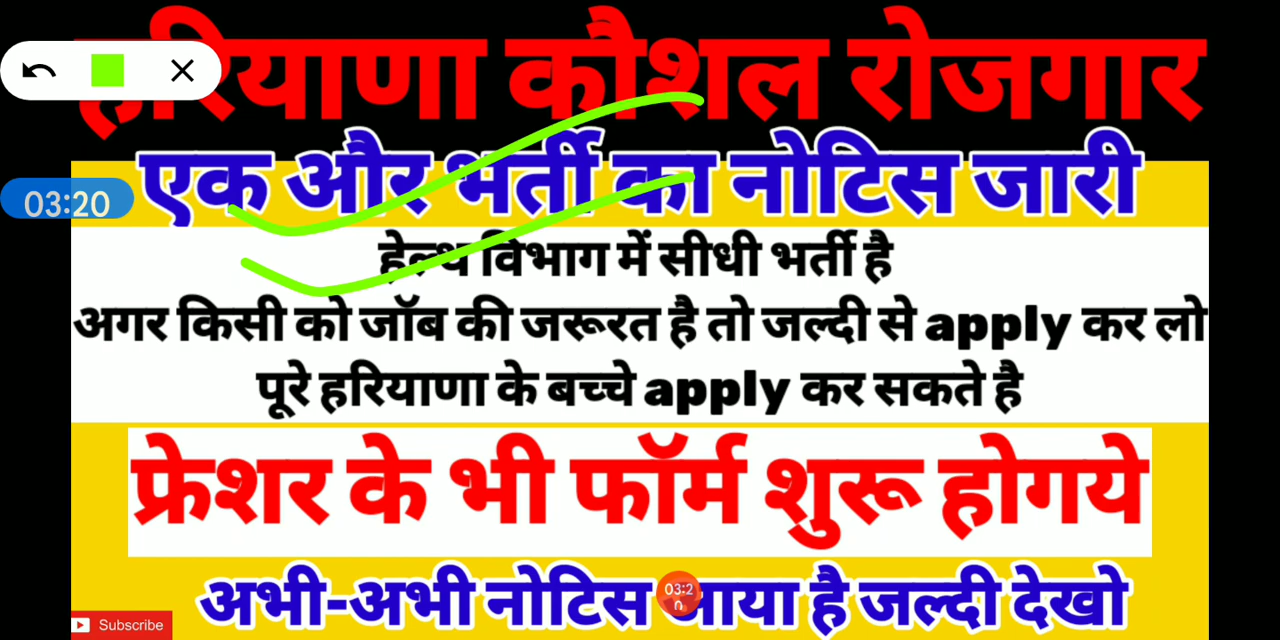 हरियाणा कौशल रोजगार
03:20
एक और भर्ती का नोटिस जारी
हेल्थ विभाग में सीधी भर्ती है
अगर किसी को जॉब की जरूरत है तो जल्दी से apply कर लो
पूरे हरियाणा के बच्चे apply कर सकते है
फ्रेशर के भी फॉर्म शुरू होगये
अभी-अभी नोटिस आया है जल्दी देखो
Subscribe